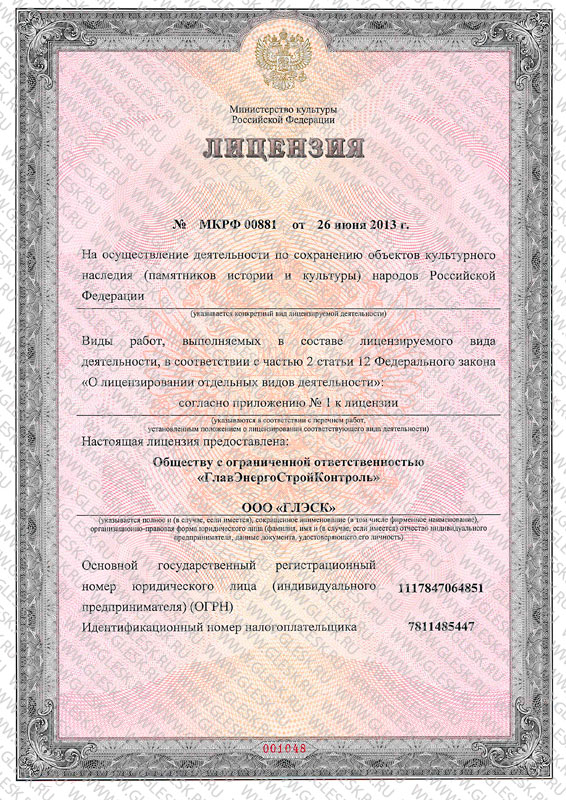 Министерство культуры
Российской Федерации
ЛИЦЕНЗИЯ
№ МКРФ 00881 от 26 июня 2013 г.
На осуществление деятельности по сохранению объектов культурного
наследия (памятников истории и культуры) народов Российской
Федерации
(указывается конкретный вид лицензируемой деятельности)
Виды работ, выполняемых в составе лицензируемого вида
деятельности, в соответствии с частью 2 статьи 12 Федерального закона
«О лицензировании отдельных видов деятельности»:
согласно приложению № 1 к лицензии
(указываются в соответствии с перечнем работ,
установленным положением о лицензировании соответствующего вида деятельности)
Настоящая лицензия предоставлена:
Обществу с ограниченной ответственностью
«ГлавЭнергоСтройКонтроль»
ООО «ГЛЭСК»
(указывается полное и (в случае, если имеется), сокращенное наименование (в том числе фирменное наименование),
организационно-правовая форма юридического лица (фамилия, имя и (в случае, если имеется) отчество индивидуального
предпринимателя, данные документа, удостоверяющего его личность)
Основной государственный регистрационный
номер юридического лица (индивидуального
предпринимателя) (ОГРН) 1117847064851
Идентификационный номер налогоплательщика 7811485447
001048
WWW.GLESK.RU